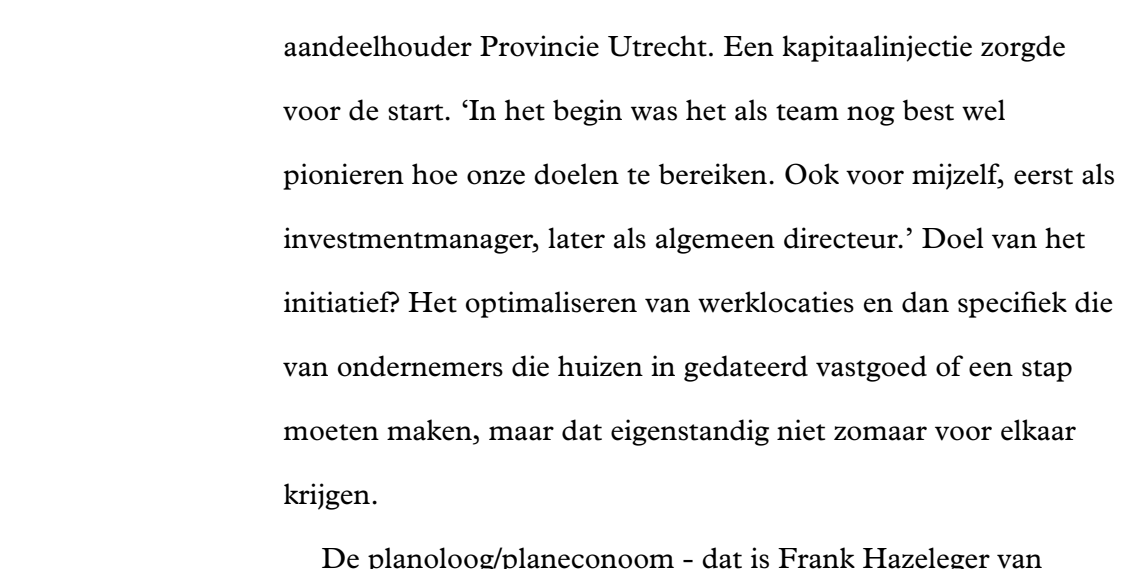 aandeelhouder Provincie Utrecht. Een kapitaalinjectie zorgde
voor de start. ‘In het begin was het als team nog best wel
pionieren hoe onze doelen te bereiken. Ook voor mijzelf, eerst als
investmentmanager, later als algemeen directeur.’ Doel van het
initiatief? Het optimaliseren van werklocaties en dan specifiek die
van ondernemers die huizen in gedateerd vastgoed of een stap
moeten maken, maar dat eigenstandig niet zomaar voor elkaar
krijgen.
De planoloog/planeconoom - dat is Frank Hazeleger van